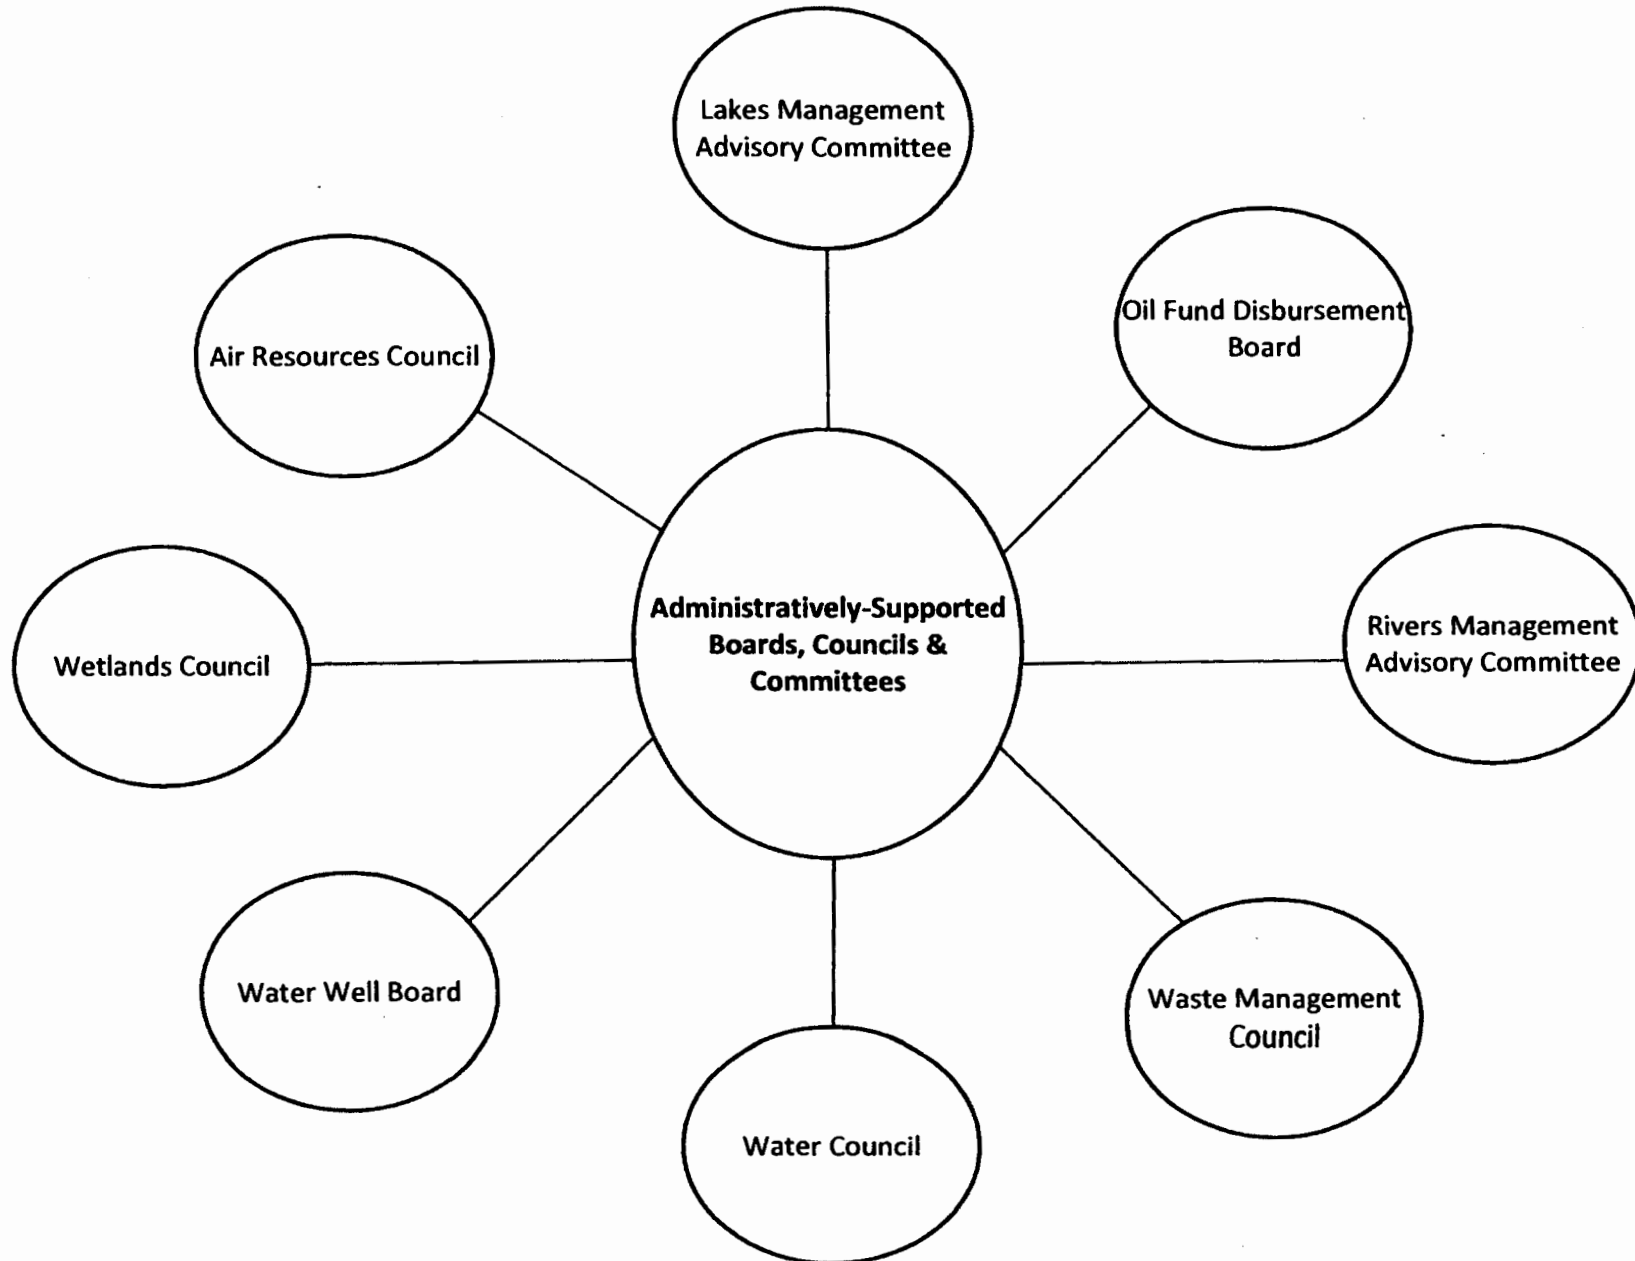 Lakes Management
Advisory Committee
Oil Fund Disbursement
Board
Air Resources Council
Administratively-Supported
Boards, Councils &
Committees
Rivers Management
Advisory Committee
Wetlands Council
Water Well Board
Waste Management
Council
Water Council